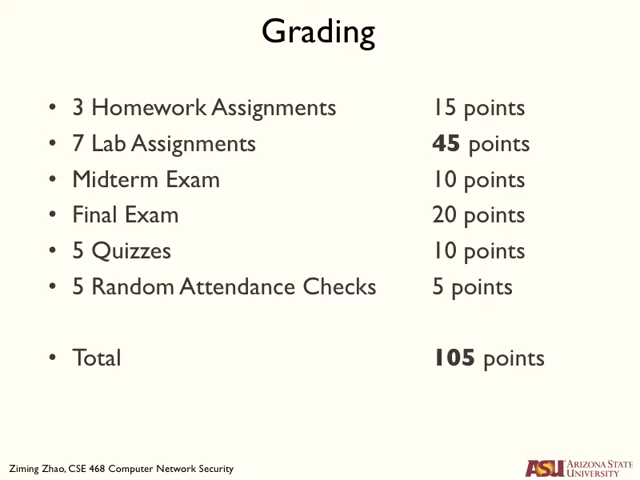 Grading
• 3 Homework Assignments 15 points
• 7 Lab Assignments 45 points
• Midterm Exam 10 points
• Final Exam 20 points
• 5 Quizzes 10 points
• 5 Random Attendance Checks 5 points
• Total 105 points
Ziming Zhao, CSE 468 Computer Network Security
ASU ARIZONA STATE
UNIVERSITY